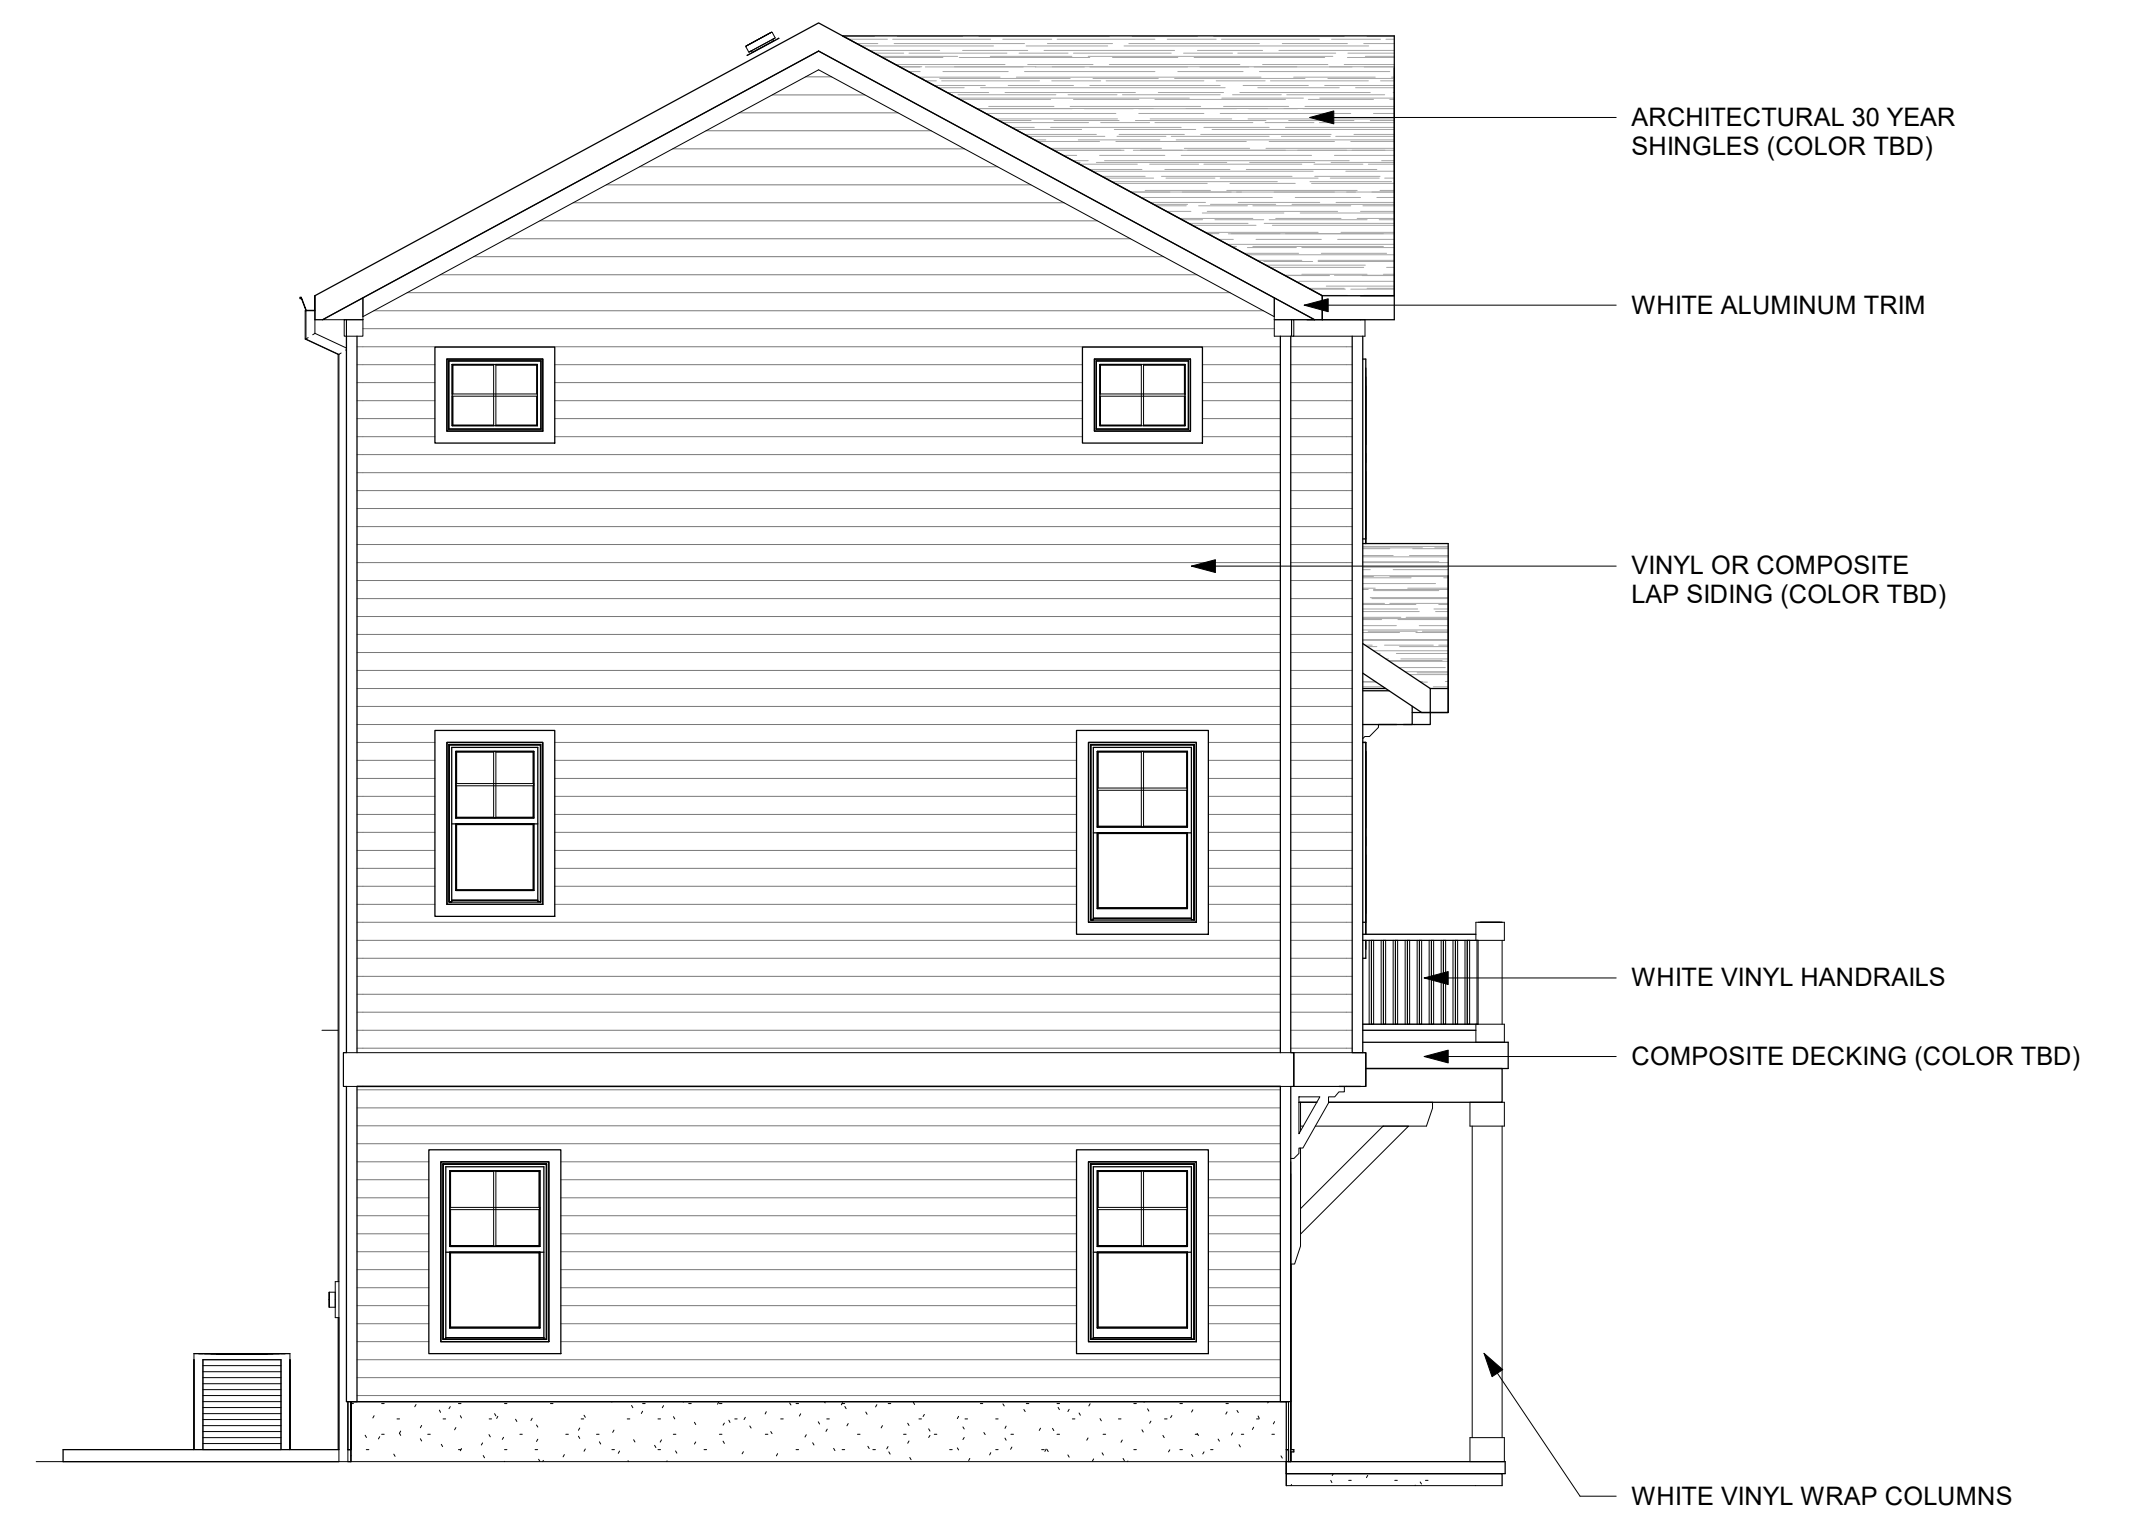 ARCHITECTURAL 30 YEAR
SHINGLES (COLOR TBD)
WHITE ALUMINUM TRIM
VINYL OR COMPOSITE
LAP SIDING (COLOR TBD)
WHITE VINYL HANDRAILS
COMPOSITE DECKING (COLOR TBD)
WHITE VINYL WRAP COLUMNS